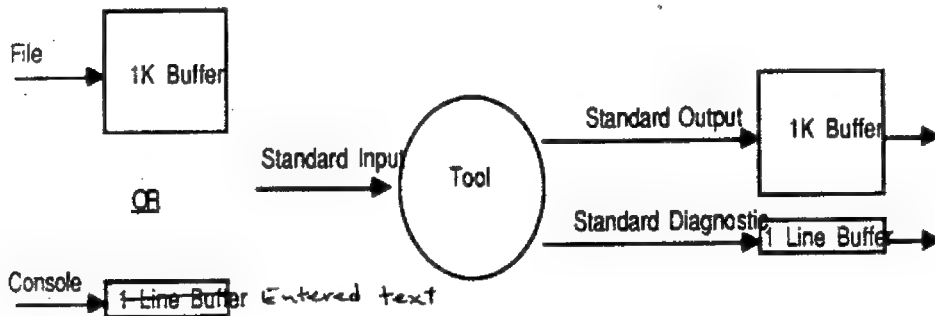 File
1K Buffer
Standard Output
1K Buffer
Standard Input
Tool
OR
Standard Diagnostic
1 Line Buffer
Console
1 Line Buffer Entered text